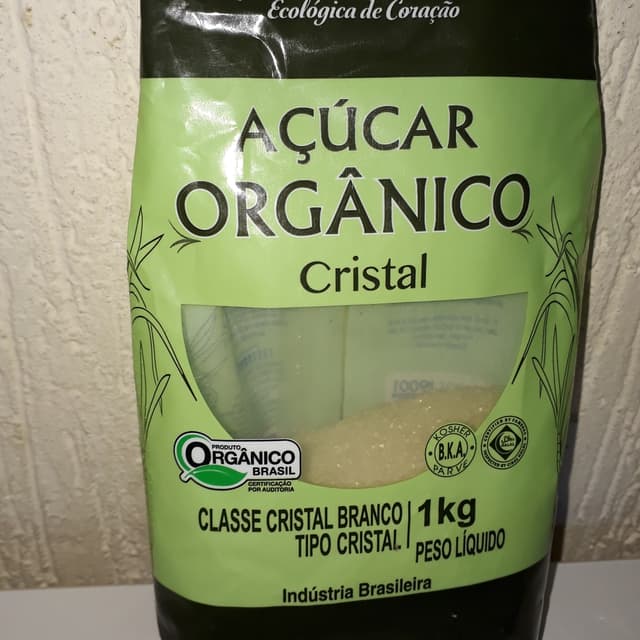 Ecológica de Coração
AÇÚCAR
ORGÂNICO
Cristal
PRODUTO
ORGÂNICO
BRASIL
CERTIFICAÇÃO
POR AUDITORIA
KOSHER
B.K.A.
PARVE
CLASSE CRISTAL BRANCO
TIPO CRISTAL
1kg
PESO LÍQUIDO
Indústria Brasileira